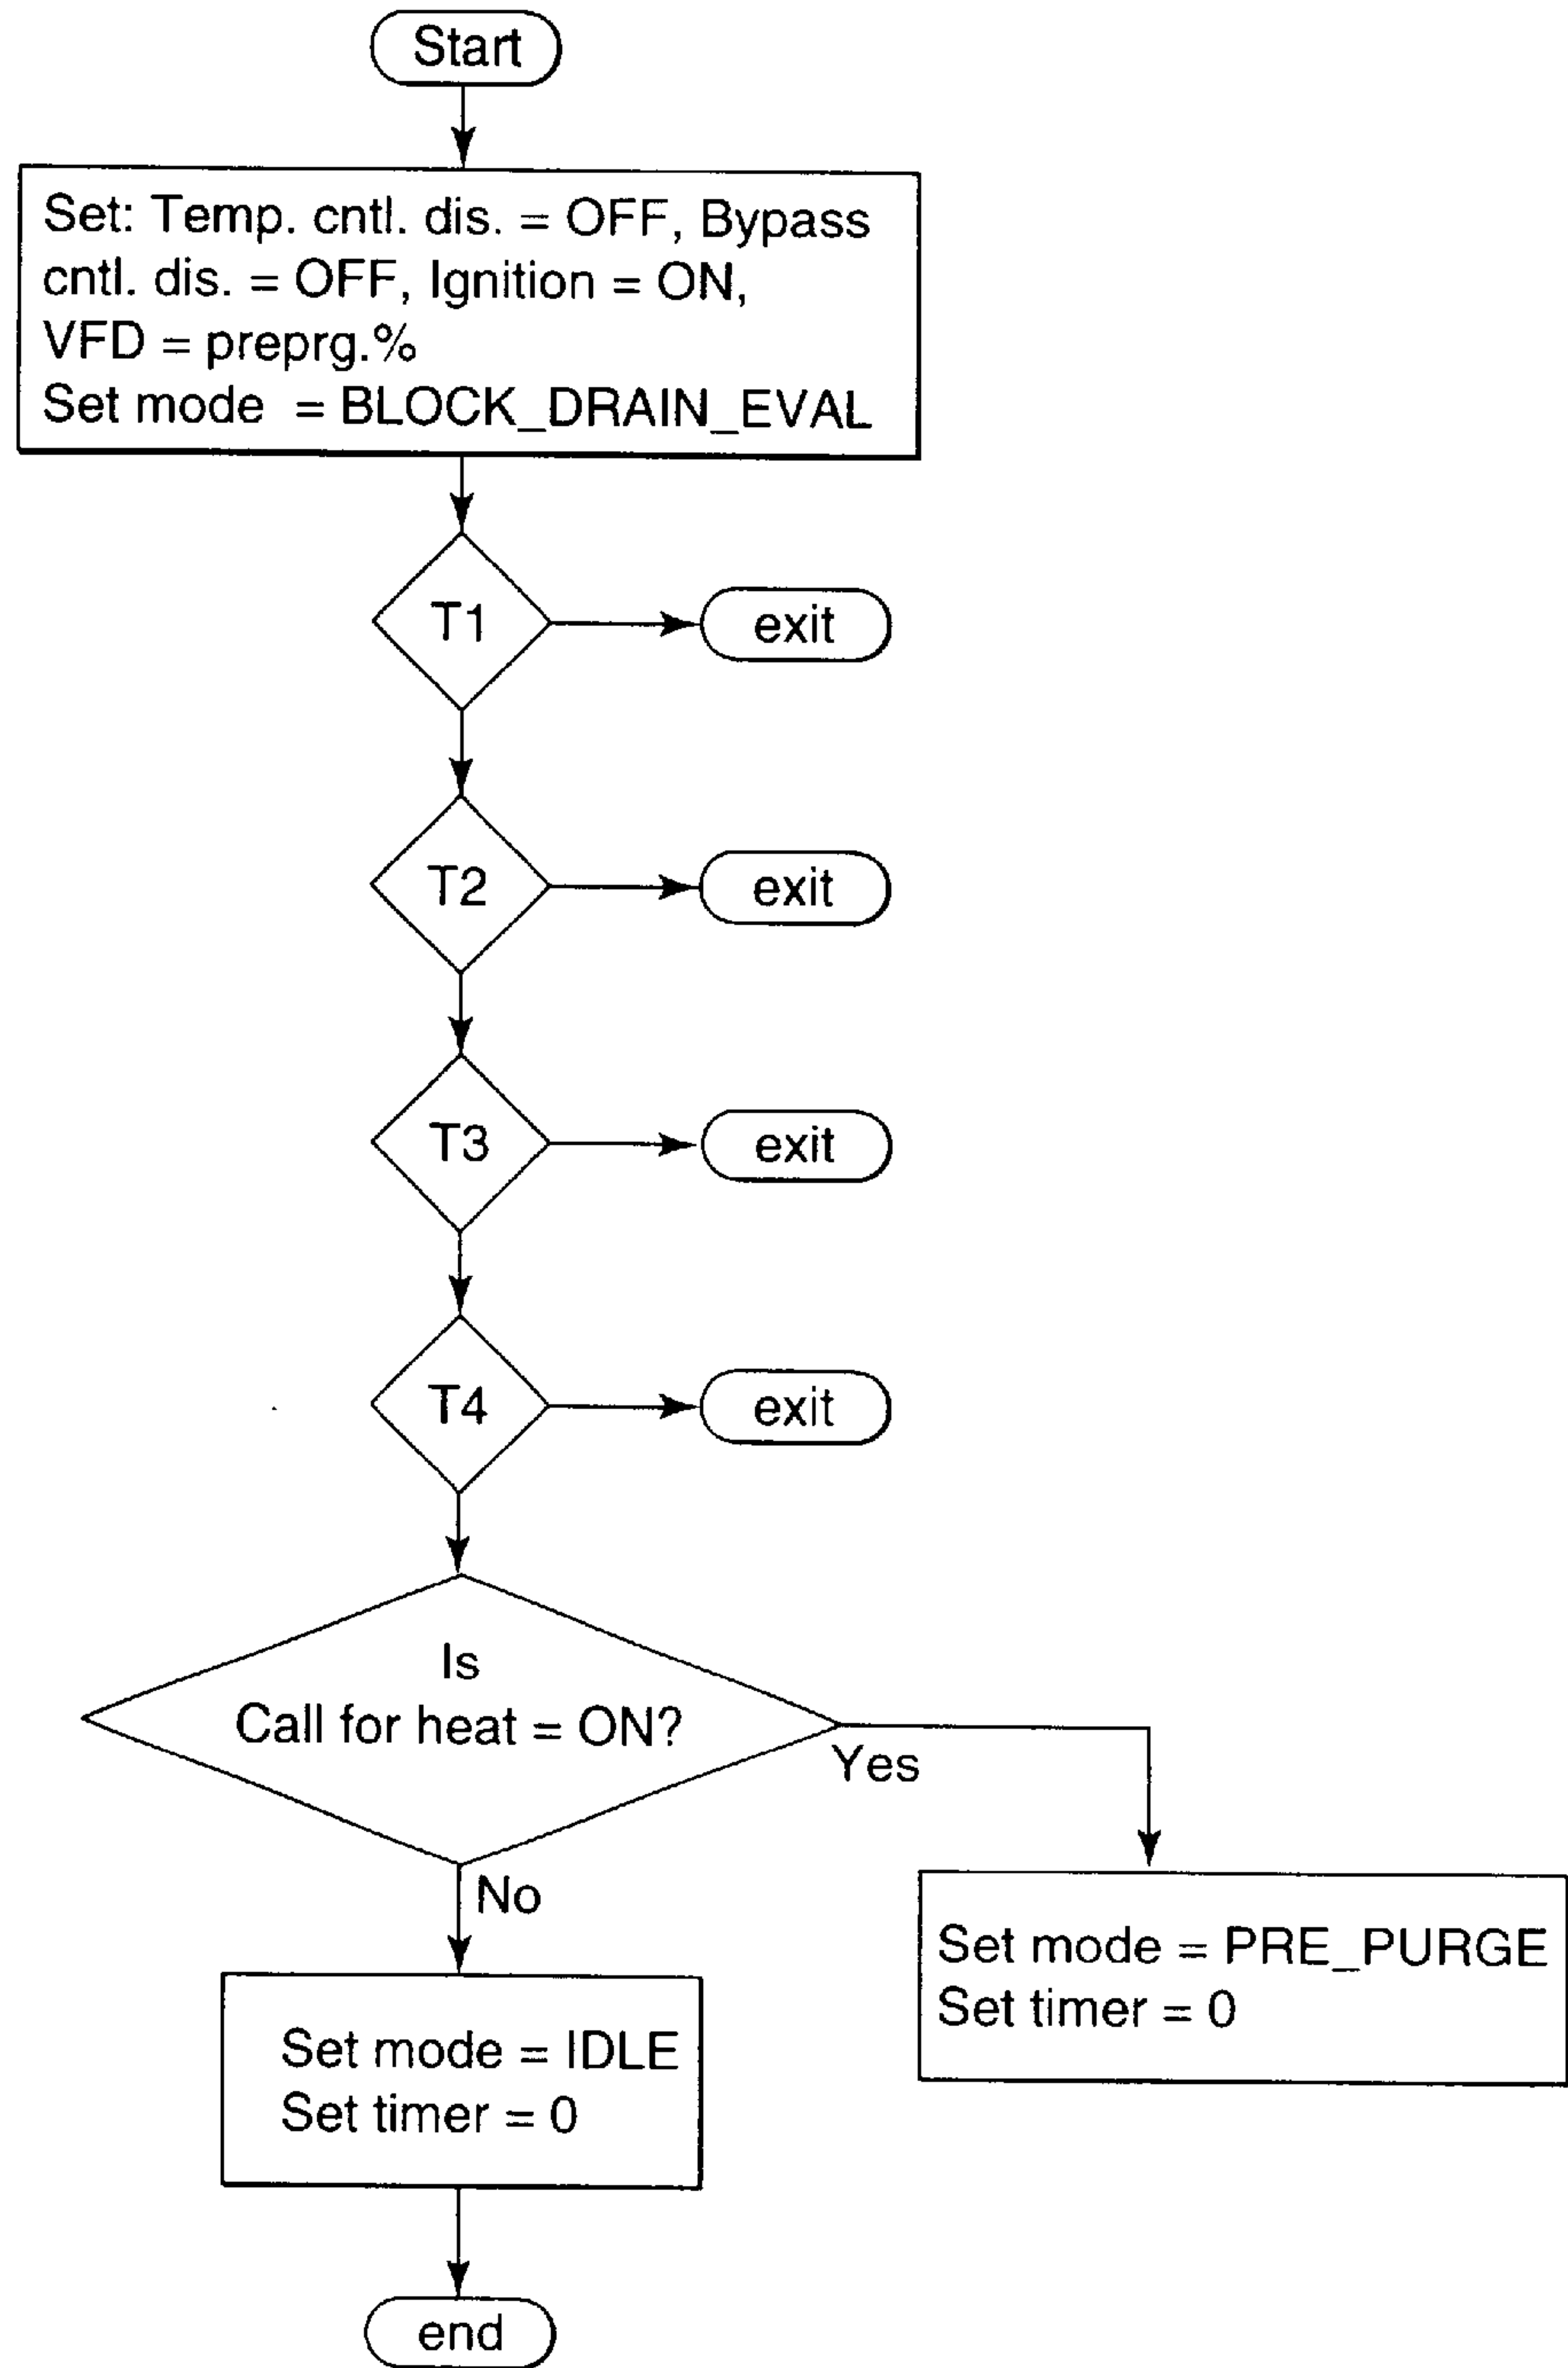 Start
Set: Temp. cntl. dis. = OFF, Bypass
cntl. dis. = OFF, Ignition = ON,
VFD = preprg.%
Set mode = BLOCK_DRAIN_EVAL
T1
exit
T2
exit
T3
exit
T4
exit
Is
Call for heat = ON?
Yes
No
Set mode = PRE_PURGE
Set timer = 0
Set mode = IDLE
Set timer = 0
end